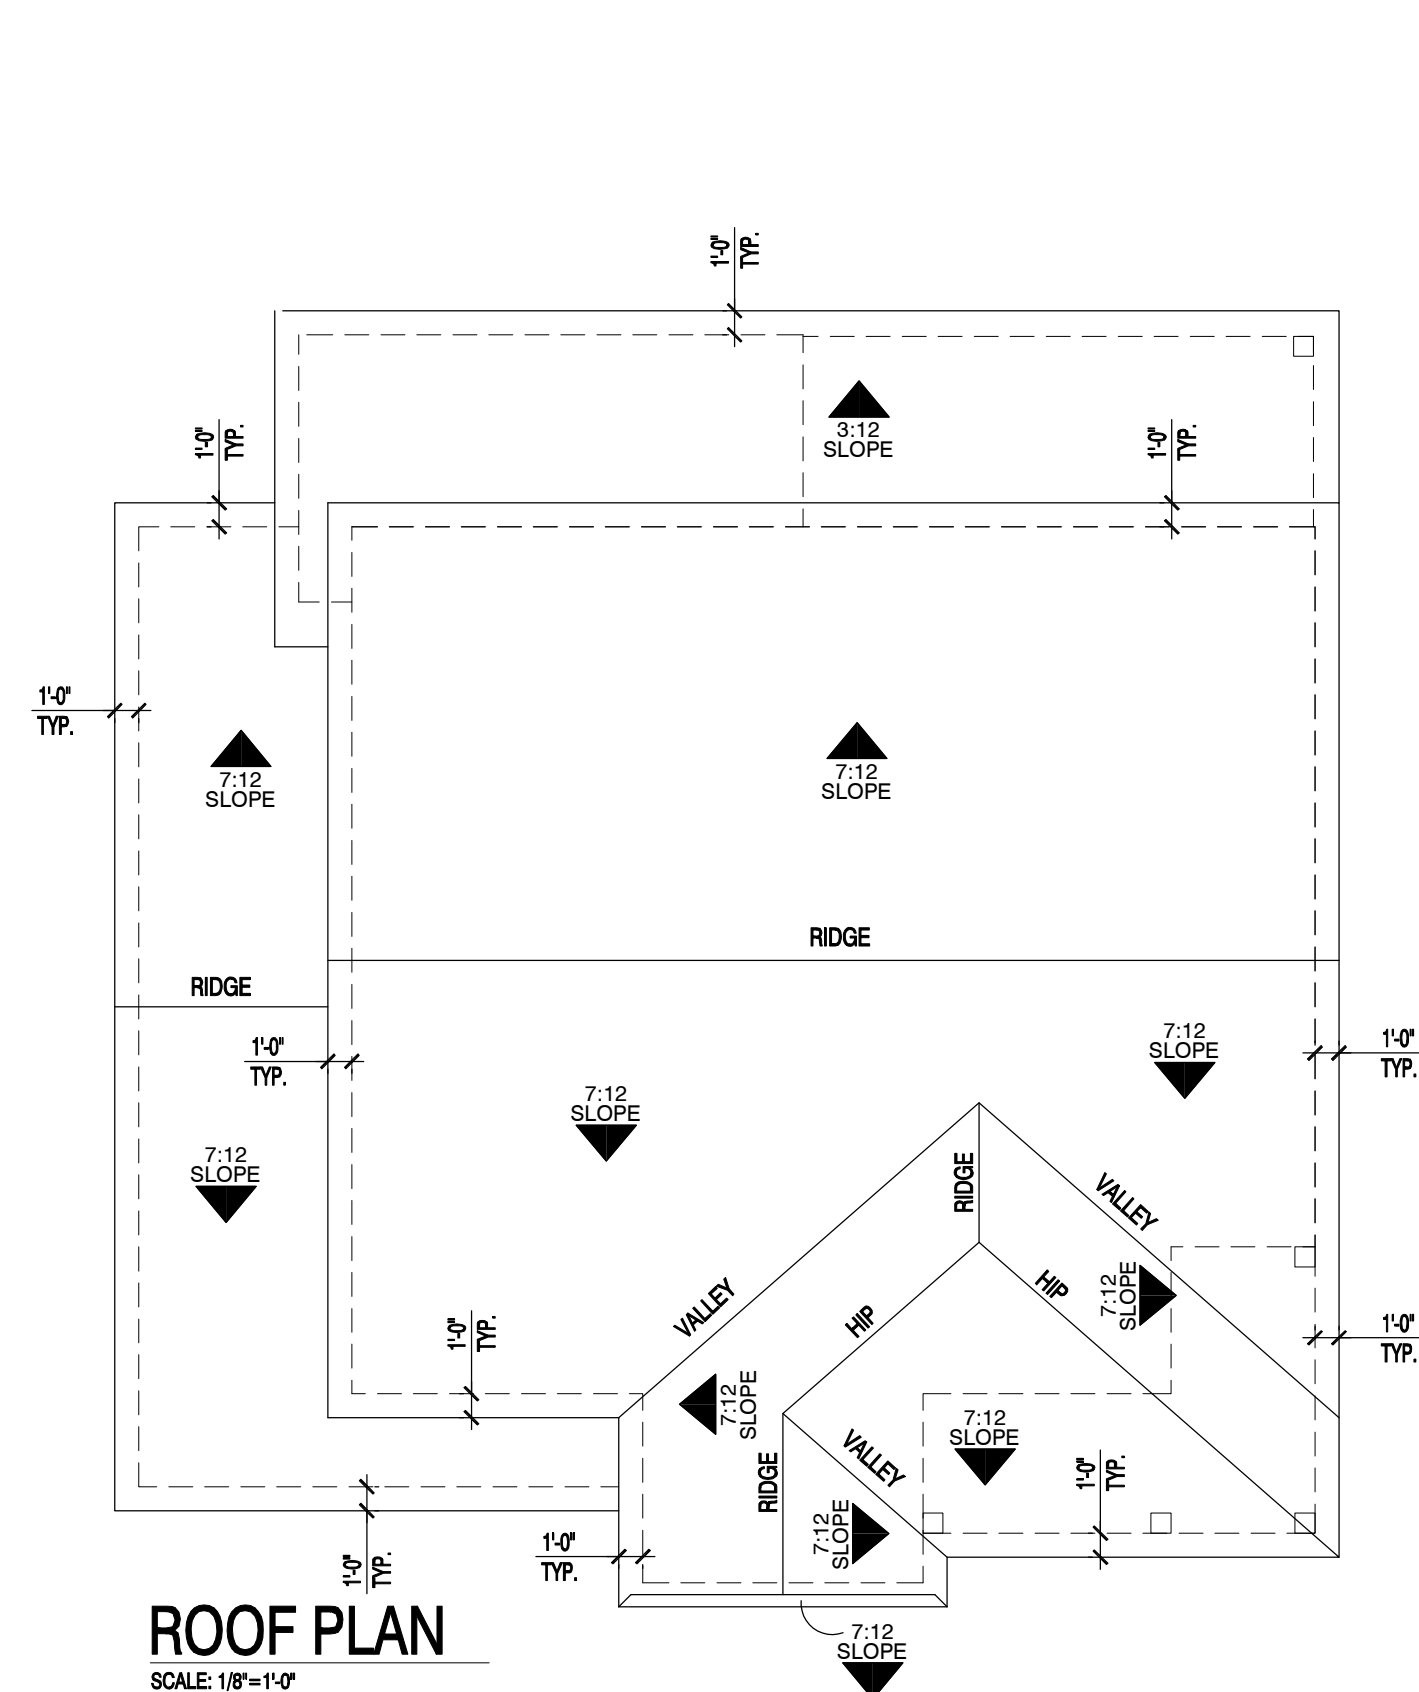 1'-0"
TYP.
3:12
SLOPE
1'-0"
TYP.
1'-0"
TYP.
1'-0"
TYP.
7:12
SLOPE
7:12
SLOPE
RIDGE
RIDGE
1'-0"
TYP.
7:12
SLOPE
1'-0"
TYP.
7:12
SLOPE
7:12
SLOPE
RIDGE
VALLEY
HIP
7:12
SLOPE
VALLEY
HIP
1'-0"
TYP.
1'-0"
TYP.
7:12
SLOPE
7:12
SLOPE
VALLEY
RIDGE
1'-0"
TYP.
7:12
SLOPE
1'-0"
TYP.
1'-0"
TYP.
7:12
SLOPE
ROOF PLAN
SCALE: 1/8"=1'-0"